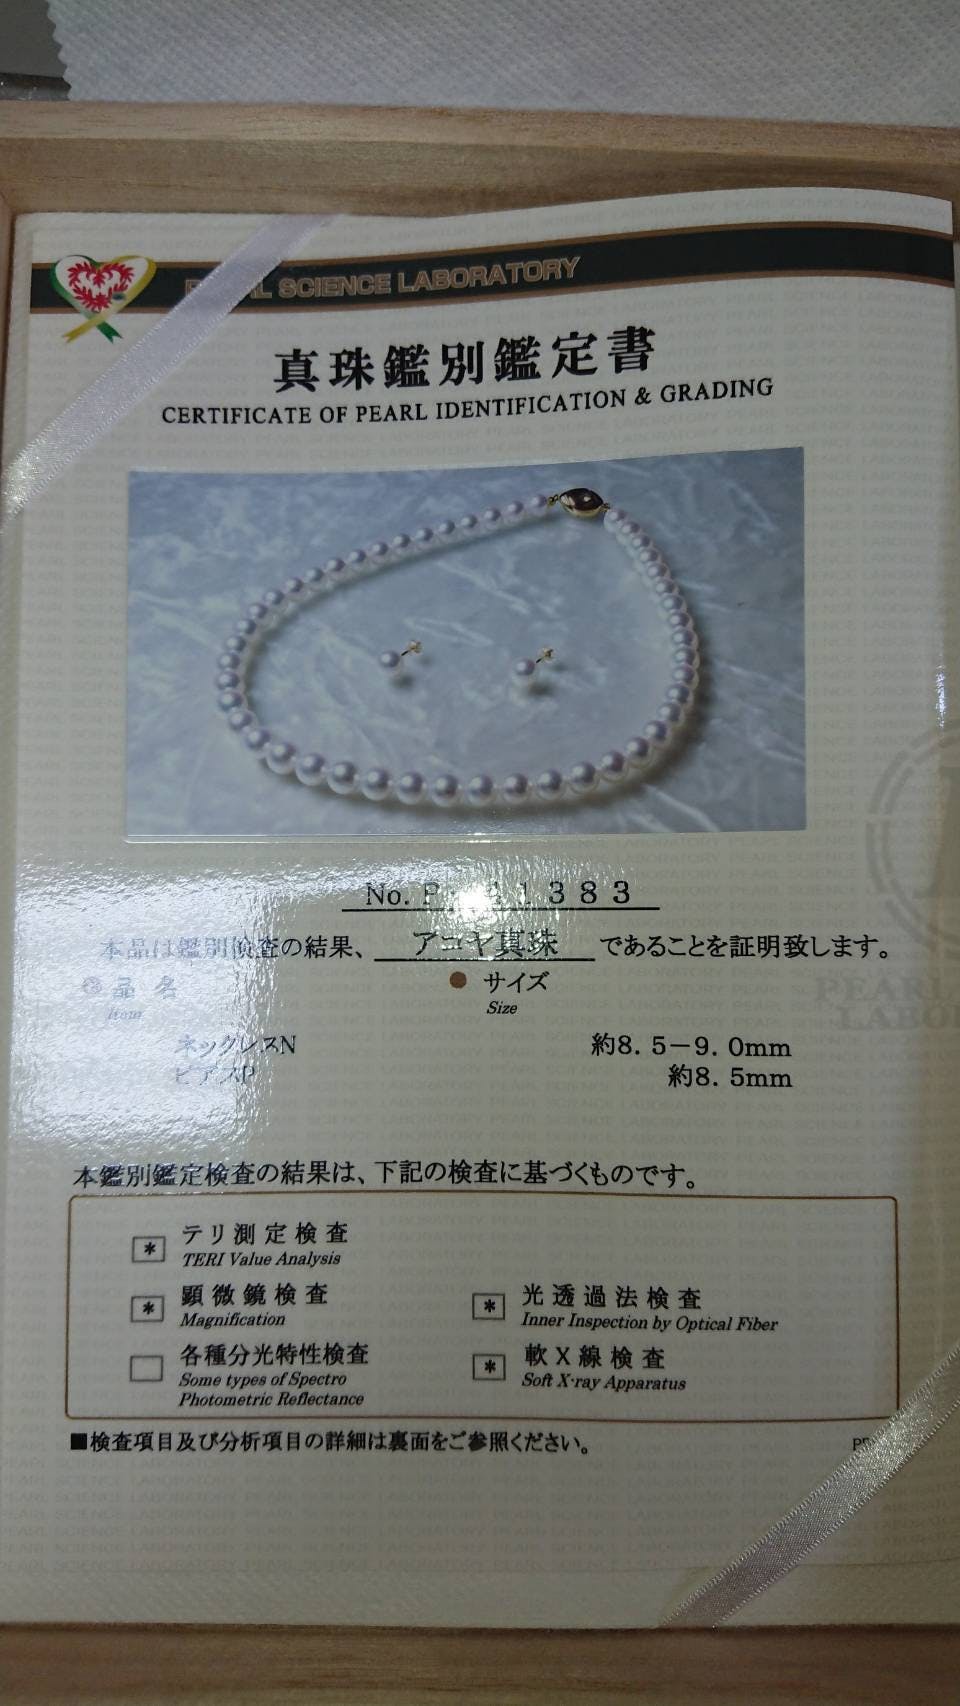 SCIENCE LABORATORY
真珠鑑別鑑定書
CERTIFICATE OF PEARL IDENTIFICATION & GRADING
No. P 1383
本品は鑑別検査の結果、 アコヤ真珠 であることを証明致します。
品名 ● サイズ
Item Size
ネックレスN 約8.5－9.0mm
ピアスP 約8.5mm
本鑑別鑑定検査の結果は、下記の検査に基づくものです。
* テリ測定検査
TERI Value Analysis
* 顕微鏡検査 * 光透過法検査
Magnification Inner Inspection by Optical Fiber
各種分光特性検査 * 軟X線検査
Some types of Spectro Soft X-ray Apparatus
Photometric Reflectance
■検査項目及び分析項目の詳細は裏面をご参照ください。